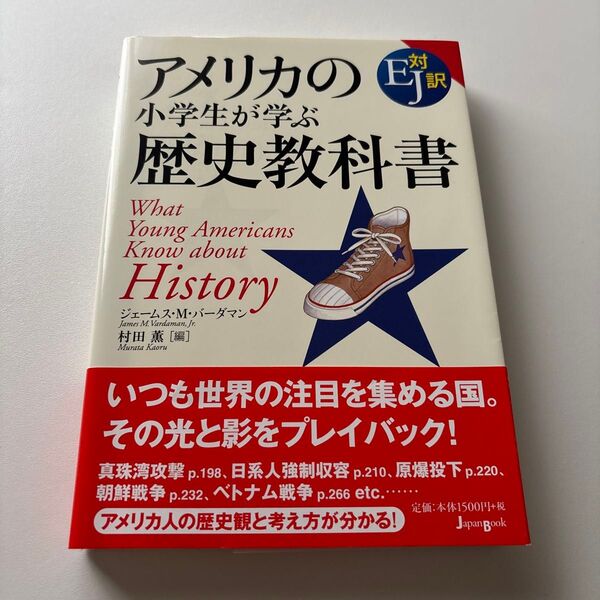 アメリカの
小学生が学ぶ
歴史教科書
EJ
対訳
What
Young Americans
Know about
History
ジェームス・M・バーダマン
James M. Vardaman, Jr.
村田 薫［編］
Murata Kaoru
いつも世界の注目を集める国。
その光と影をプレイバック！
真珠湾攻撃 p.198、日系人強制収容 p.210、原爆投下 p.220、
朝鮮戦争 p.232、ベトナム戦争 p.266 etc.……
アメリカ人の歴史観と考え方が分かる！
定価：本体1500円+税
JapanBook